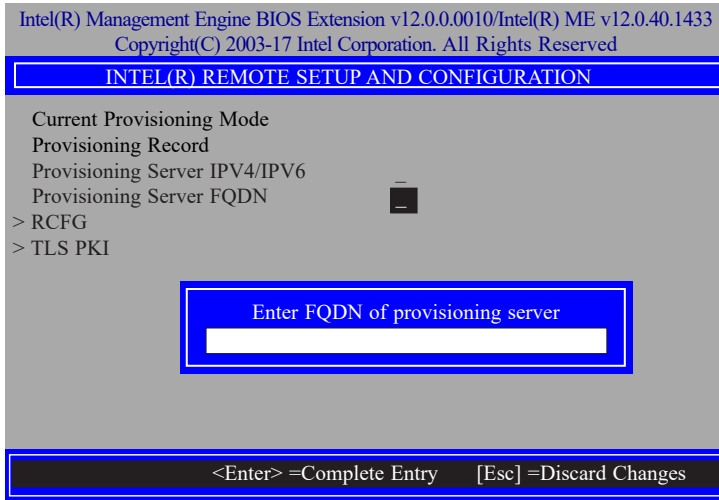 Intel(R) Management Engine BIOS Extension v12.0.0.0010/Intel(R) ME v12.0.40.1433
Copyright(C) 2003-17 Intel Corporation. All Rights Reserved
INTEL(R) REMOTE SETUP AND CONFIGURATION
Current Provisioning Mode
Provisioning Record
Provisioning Server IPV4/IPV6 _
Provisioning Server FQDN _
> RCFG
> TLS PKI
Enter FQDN of provisioning server
<Enter> =Complete Entry [Esc] =Discard Changes